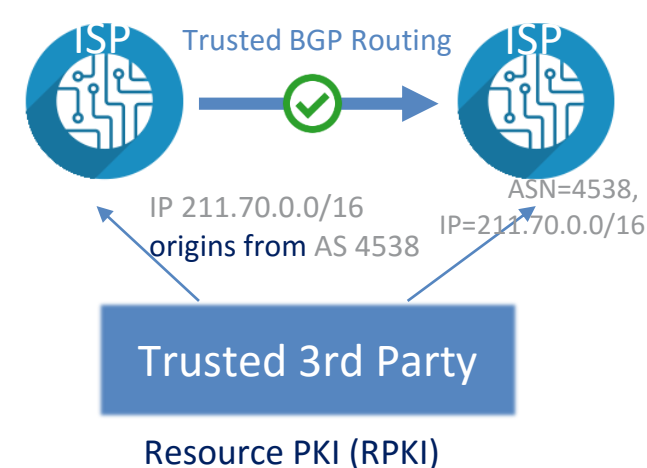 ISP
Trusted BGP Routing
ISP
IP 211.70.0.0/16
origins from AS 4538
ASN=4538,
IP=211.70.0.0/16
Trusted 3rd Party
Resource PKI (RPKI)